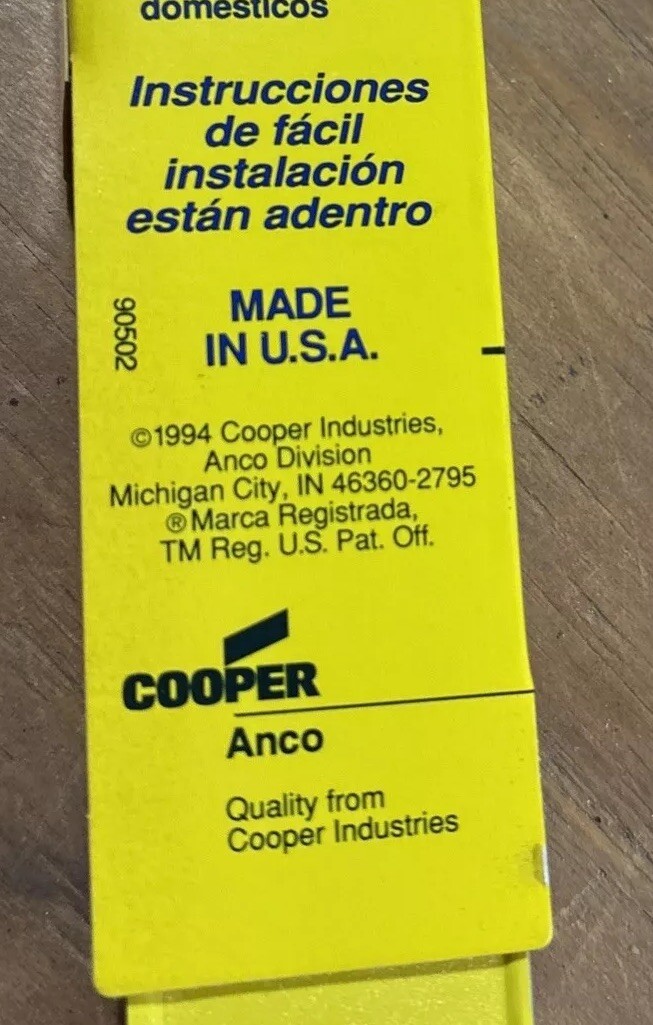 domésticos
Instrucciones
de fácil
instalación
están adentro
90502
MADE
IN U.S.A.
©1994 Cooper Industries,
Anco Division
Michigan City, IN 46360-2795
®Marca Registrada,
TM Reg. U.S. Pat. Off.
COOPER
Anco
Quality from
Cooper Industries